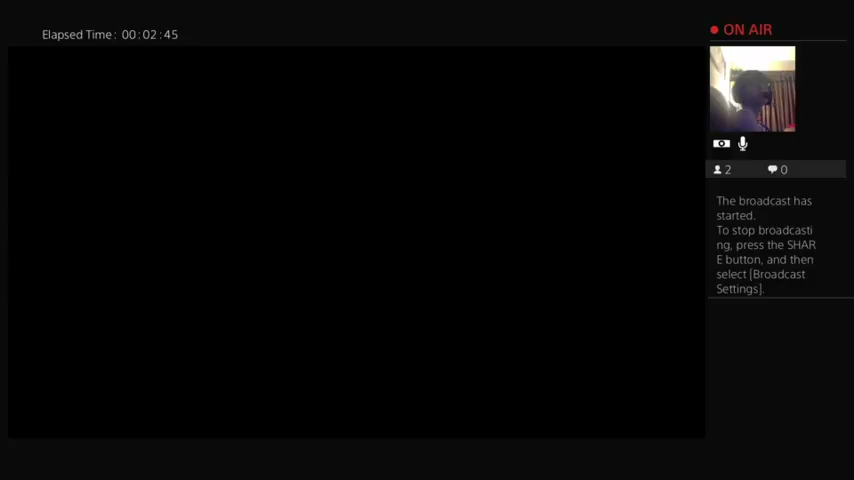 Elapsed Time: 00:02:45
ON AIR
2 0
The broadcast has
started.
To stop broadcasti
ng, press the SHAR
E button, and then
select [Broadcast
Settings].